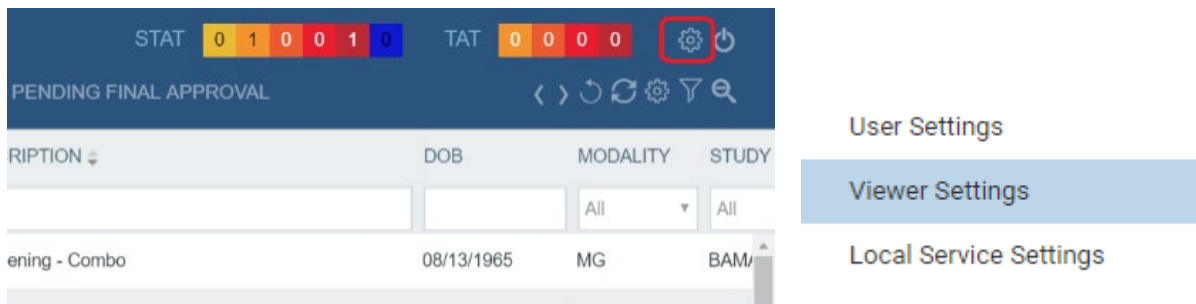 STAT 0 1 0 0 1 0 TAT 0 0 0 0
PENDING FINAL APPROVAL
RIPTION DOB MODALITY STUDY
All All
ening - Combo 08/13/1965 MG BAMA
User Settings
Viewer Settings
Local Service Settings